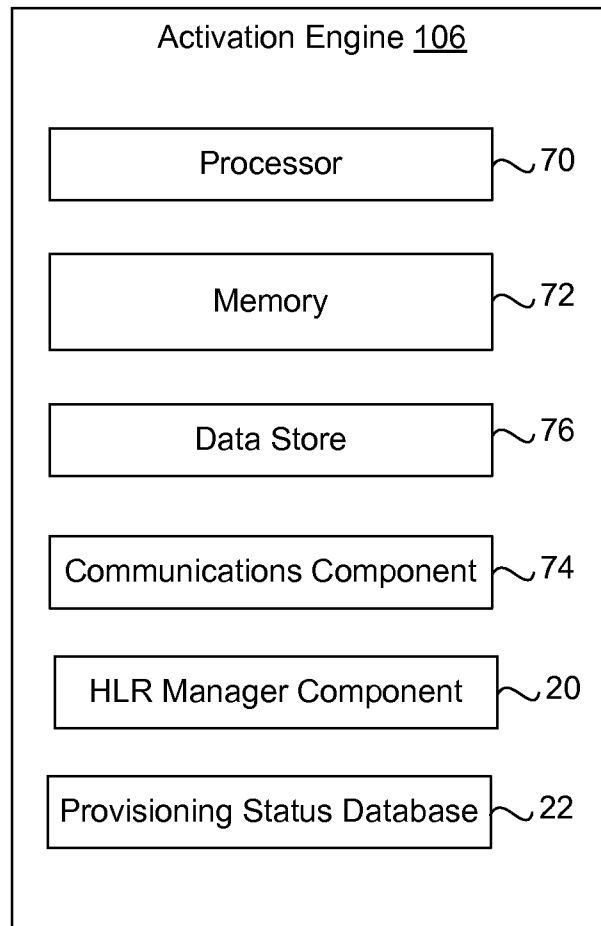 Activation Engine 106
Processor 70
Memory 72
Data Store 76
Communications Component 74
HLR Manager Component 20
Provisioning Status Database 22